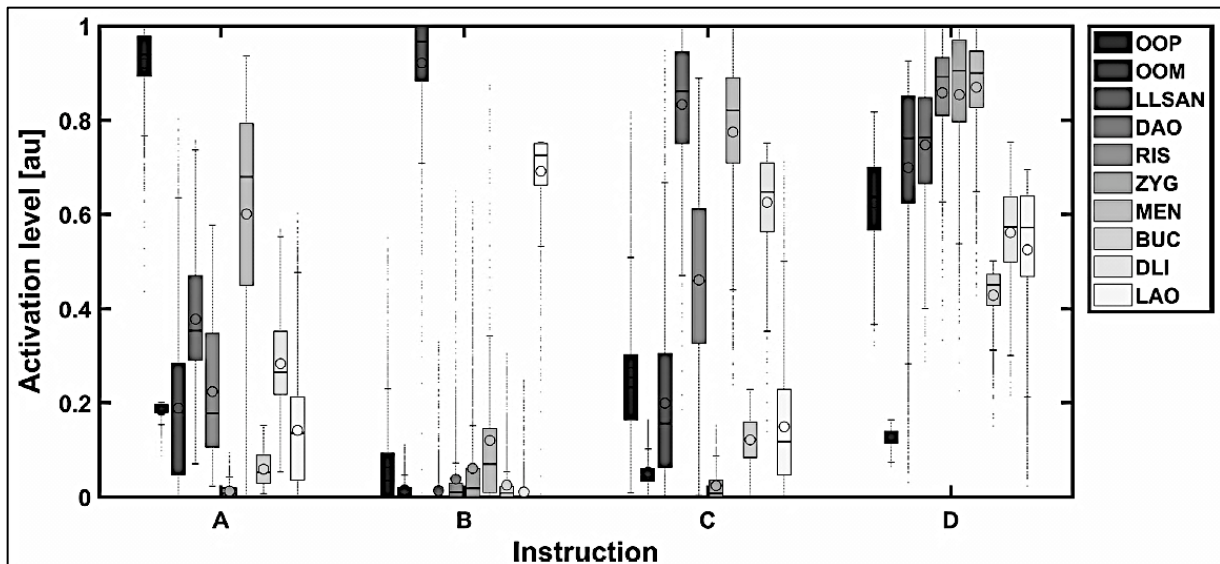 Activation level [au]
1
0.8
0.6
0.4
0.2
0
A B C D
Instruction
OOP
OOM
LLSAN
DAO
RIS
ZYG
MEN
BUC
DLI
LAO